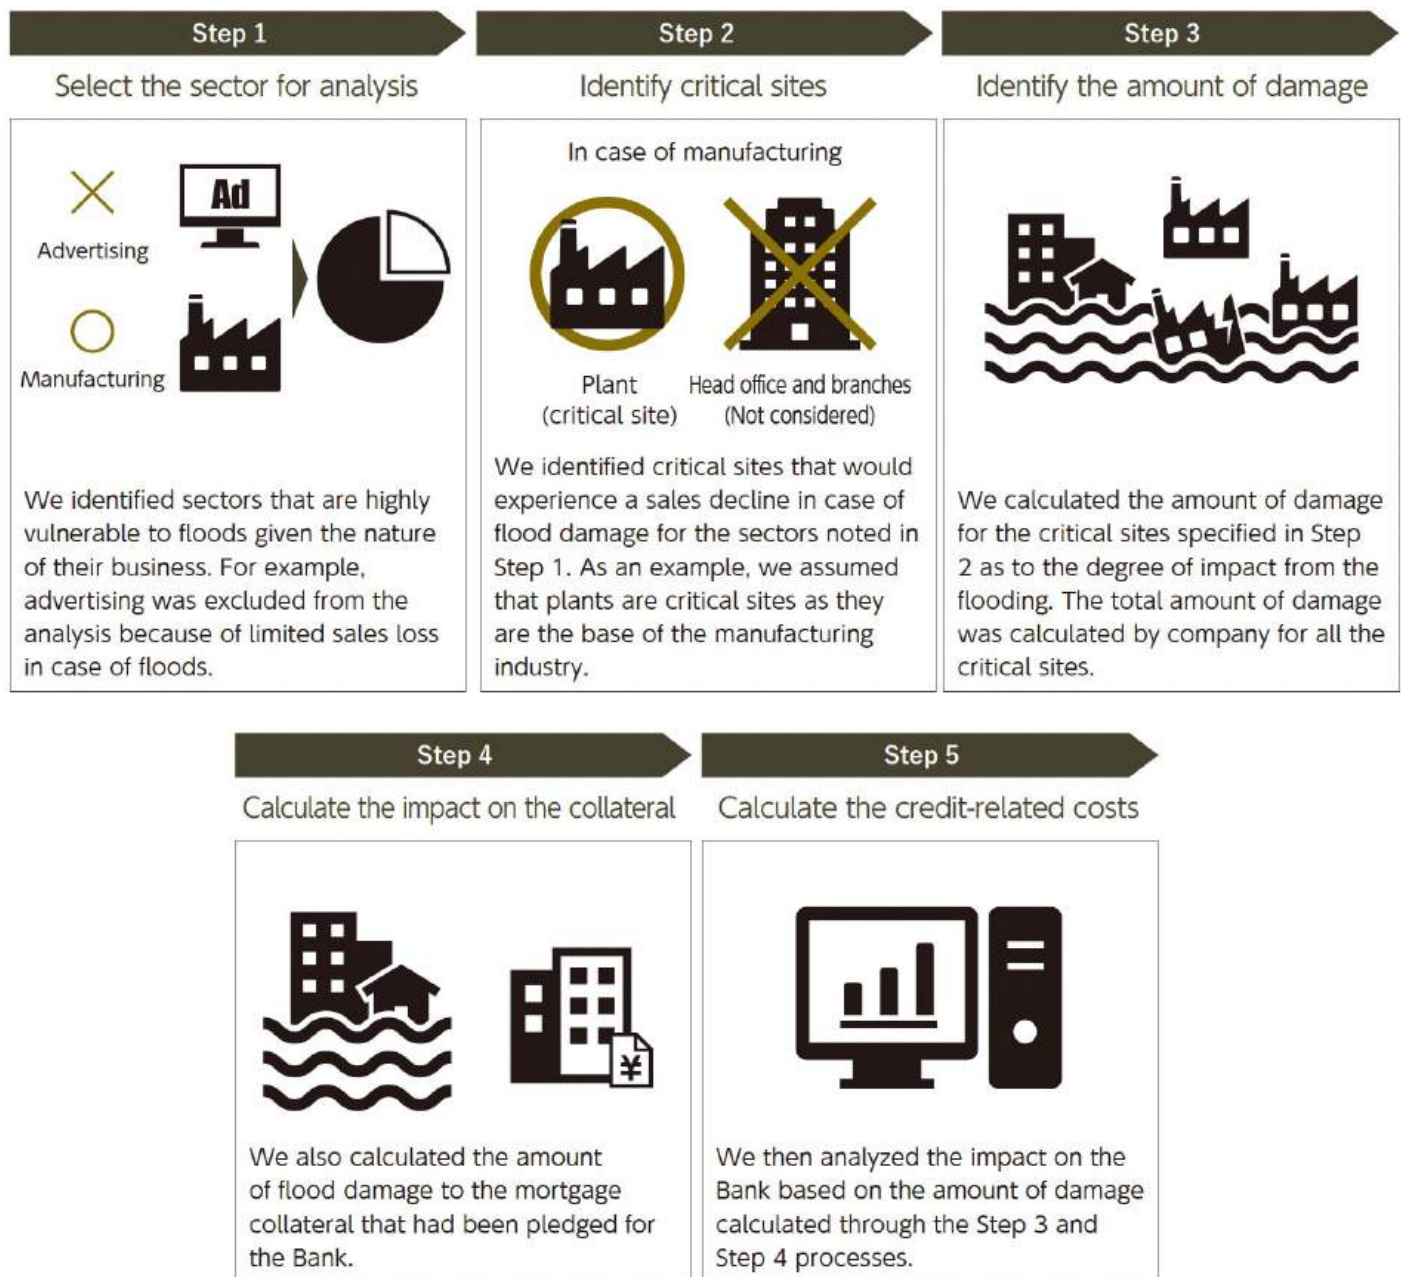 Step 1
Select the sector for analysis
Advertising
Ad
Manufacturing
We identified sectors that are highly
vulnerable to floods given the nature
of their business. For example,
advertising was excluded from the
analysis because of limited sales loss
in case of floods.
Step 2
Identify critical sites
In case of manufacturing
Plant
(critical site)
Head office and branches
(Not considered)
We identified critical sites that would
experience a sales decline in case of
flood damage for the sectors noted in
Step 1. As an example, we assumed
that plants are critical sites as they
are the base of the manufacturing
industry.
Step 3
Identify the amount of damage
We calculated the amount of damage
for the critical sites specified in Step
2 as to the degree of impact from the
flooding. The total amount of damage
was calculated by company for all the
critical sites.
Step 4
Calculate the impact on the collateral
¥
We also calculated the amount
of flood damage to the mortgage
collateral that had been pledged for
the Bank.
Step 5
Calculate the credit-related costs
We then analyzed the impact on the
Bank based on the amount of damage
calculated through the Step 3 and
Step 4 processes.